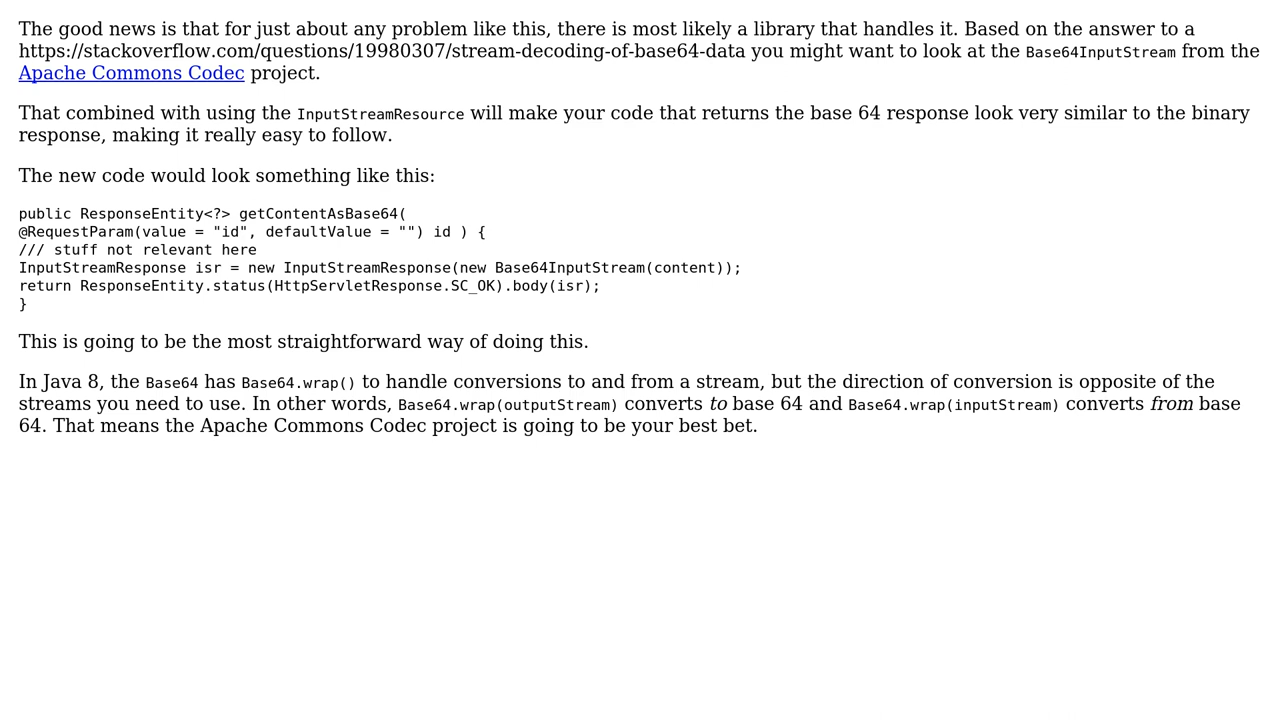 The good news is that for just about any problem like this, there is most likely a library that handles it. Based on the answer to a
https://stackoverflow.com/questions/19980307/stream-decoding-of-base64-data you might want to look at the Base64InputStream from the
Apache Commons Codec project.
That combined with using the InputStreamResource will make your code that returns the base 64 response look very similar to the binary
response, making it really easy to follow.
The new code would look something like this:
public ResponseEntity<?> getContentAsBase64(
@RequestParam(value = "id", defaultValue = "") id ) {
/// stuff not relevant here
InputStreamResponse isr = new InputStreamResponse(new Base64InputStream(content));
return ResponseEntity.status(HttpServletResponse.SC_OK).body(isr);
}
This is going to be the most straightforward way of doing this.
In Java 8, the Base64 has Base64.wrap() to handle conversions to and from a stream, but the direction of conversion is opposite of the
streams you need to use. In other words, Base64.wrap(outputStream) converts to base 64 and Base64.wrap(inputStream) converts from base
64. That means the Apache Commons Codec project is going to be your best bet.